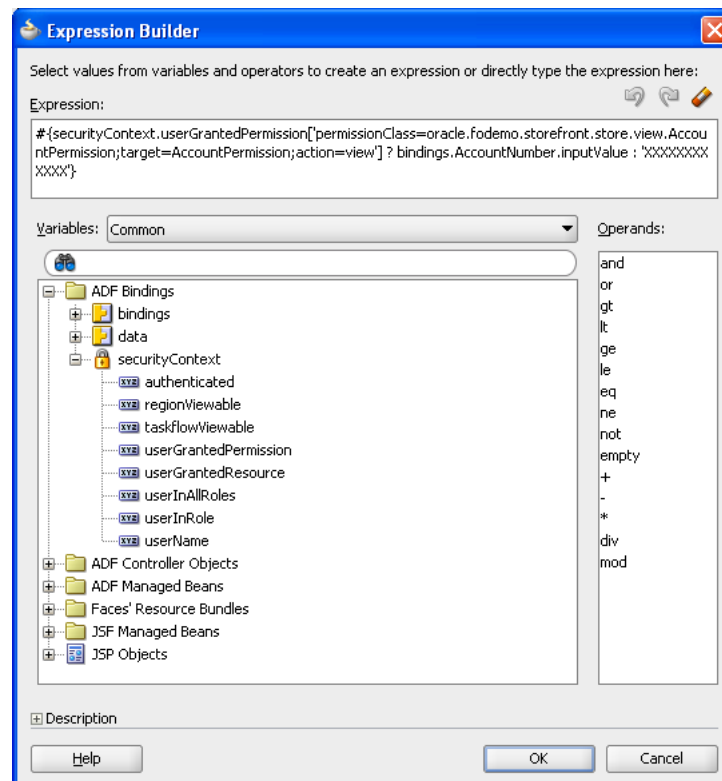 Expression Builder
Select values from variables and operators to create an expression or directly type the expression here:
Expression:
#{securityContext.userGrantedPermission['permissionClass=oracle.fodemo.storefront.store.view.Accou
ntPermission;target=AccountPermission;action=view'] ? bindings.AccountNumber.inputValue : 'XXXXXXXX
XXXX'}
Variables: Common
Operands:
ADF Bindings
bindings
data
securityContext
authenticated
regionViewable
taskflowViewable
userGrantedPermission
userGrantedResource
userInAllRoles
userInRole
userName
ADF Controller Objects
ADF Managed Beans
Faces' Resource Bundles
JSF Managed Beans
JSP Objects
and
or
gt
lt
ge
le
eq
ne
not
empty
+
-
*
div
mod
Description
Help
OK
Cancel